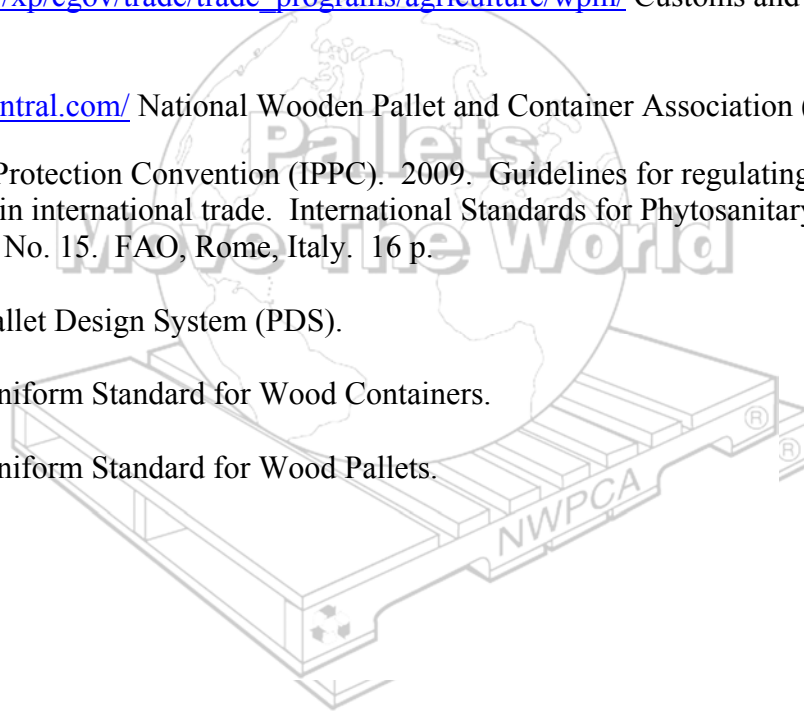 /xp/cgov/trade/trade_programs/agriculture/wpm/ Customs and
ntral.com/ National Wooden Pallet and Container Association (
Pallets
Protection Convention (IPPC). 2009. Guidelines for regulating
in international trade. International Standards for Phytosanitary
No. 15. FAO, Rome, Italy. 16 p.
Move The World
allet Design System (PDS).
niform Standard for Wood Containers.
®
®
niform Standard for Wood Pallets.
NWPCA